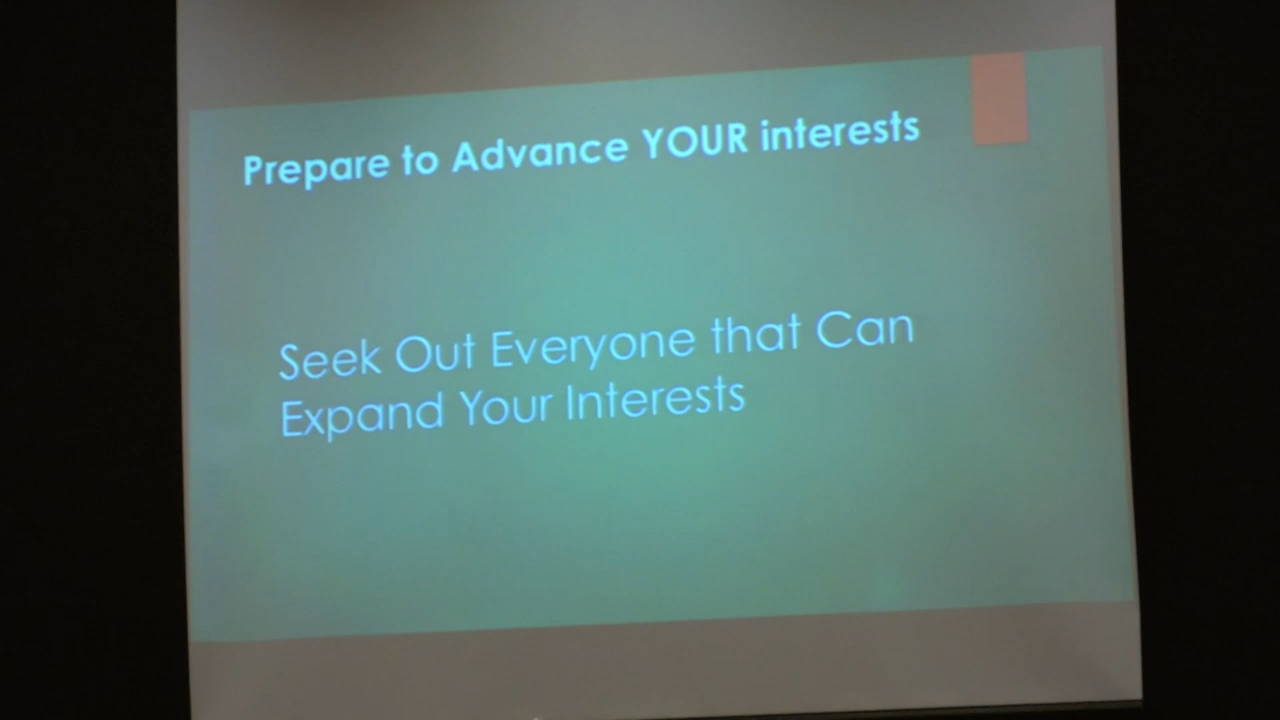 Prepare to Advance YOUR interests
Seek Out Everyone that Can
Expand Your Interests